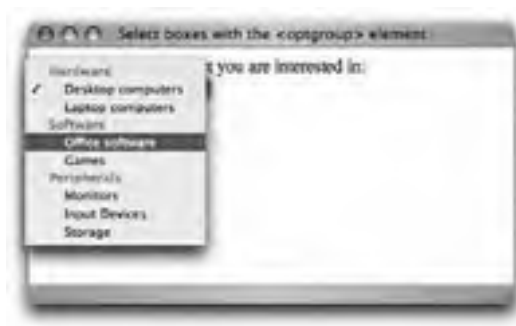 Select boxes with the <optgroup> element
t you are interested in:
Hardware
✓ Desktop computers
Laptop computers
Software
Office software
Games
Peripherals
Monitors
Input Devices
Storage